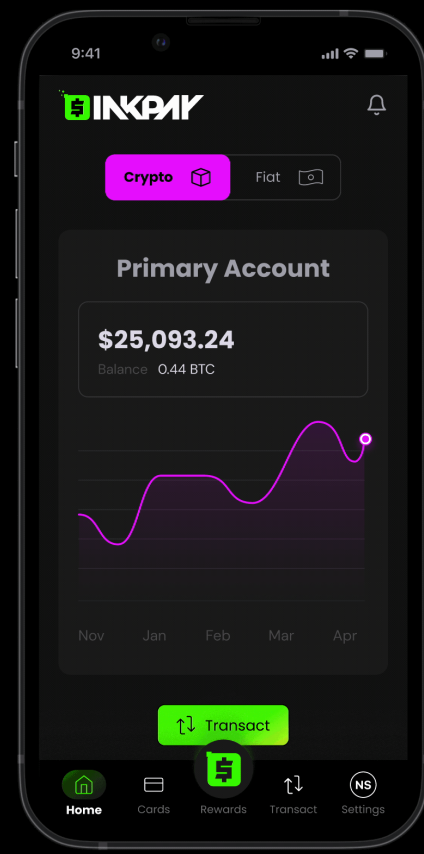 9:41
INKPAY
Crypto Fiat
Primary Account
$25,093.24
Balance 0.44 BTC
Nov Jan Feb Mar Apr
Transact
Home Cards Rewards Transact NS Settings